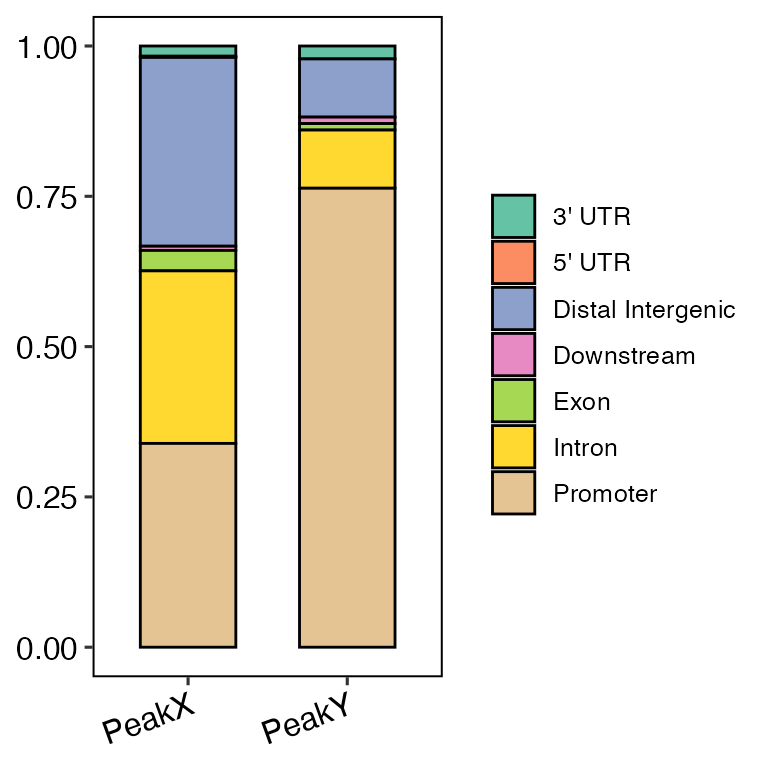 1.00
0.75
0.50
0.25
0.00
PeakX
PeakY
3' UTR
5' UTR
Distal Intergenic
Downstream
Exon
Intron
Promoter